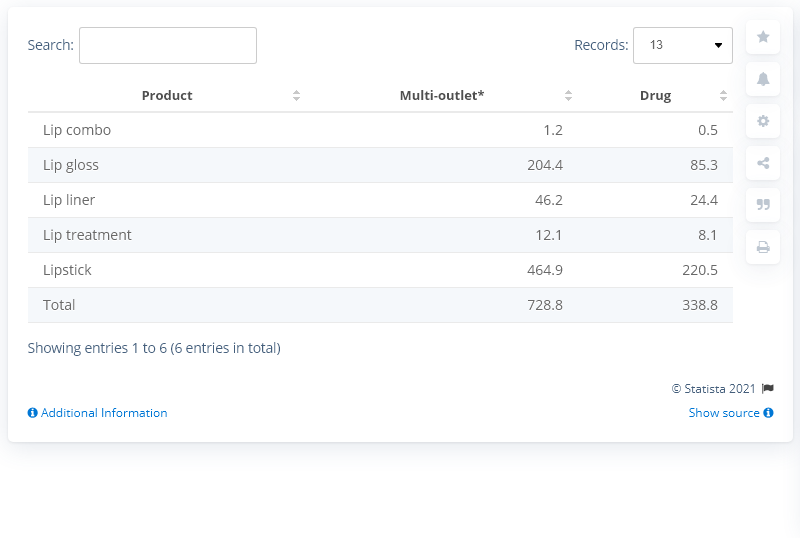 Search: Records: 13
Product Multi-outlet* Drug
Lip combo 1.2 0.5
Lip gloss 204.4 85.3
Lip liner 46.2 24.4
Lip treatment 12.1 8.1
Lipstick 464.9 220.5
Total 728.8 338.8
Showing entries 1 to 6 (6 entries in total)
© Statista 2021
Additional Information Show source